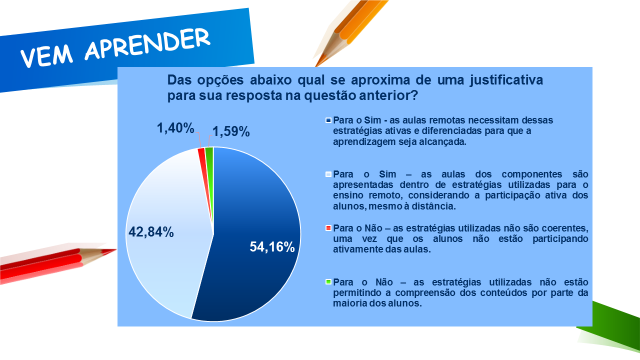 VEM APRENDER
Das opções abaixo qual se aproxima de uma justificativa
para sua resposta na questão anterior?
1,40%
1,59%
42,84%
54,16%
Para o Sim - as aulas remotas necessitam dessas
estratégias ativas e diferenciadas para que a
aprendizagem seja alcançada.
Para o Sim – as aulas dos componentes são
apresentadas dentro de estratégias utilizadas para o
ensino remoto, considerando a participação ativa dos
alunos, mesmo à distância.
Para o Não – as estratégias utilizadas não são coerentes,
uma vez que os alunos não estão participando
ativamente das aulas.
Para o Não – as estratégias utilizadas não estão
permitindo a compreensão dos conteúdos por parte da
maioria dos alunos.